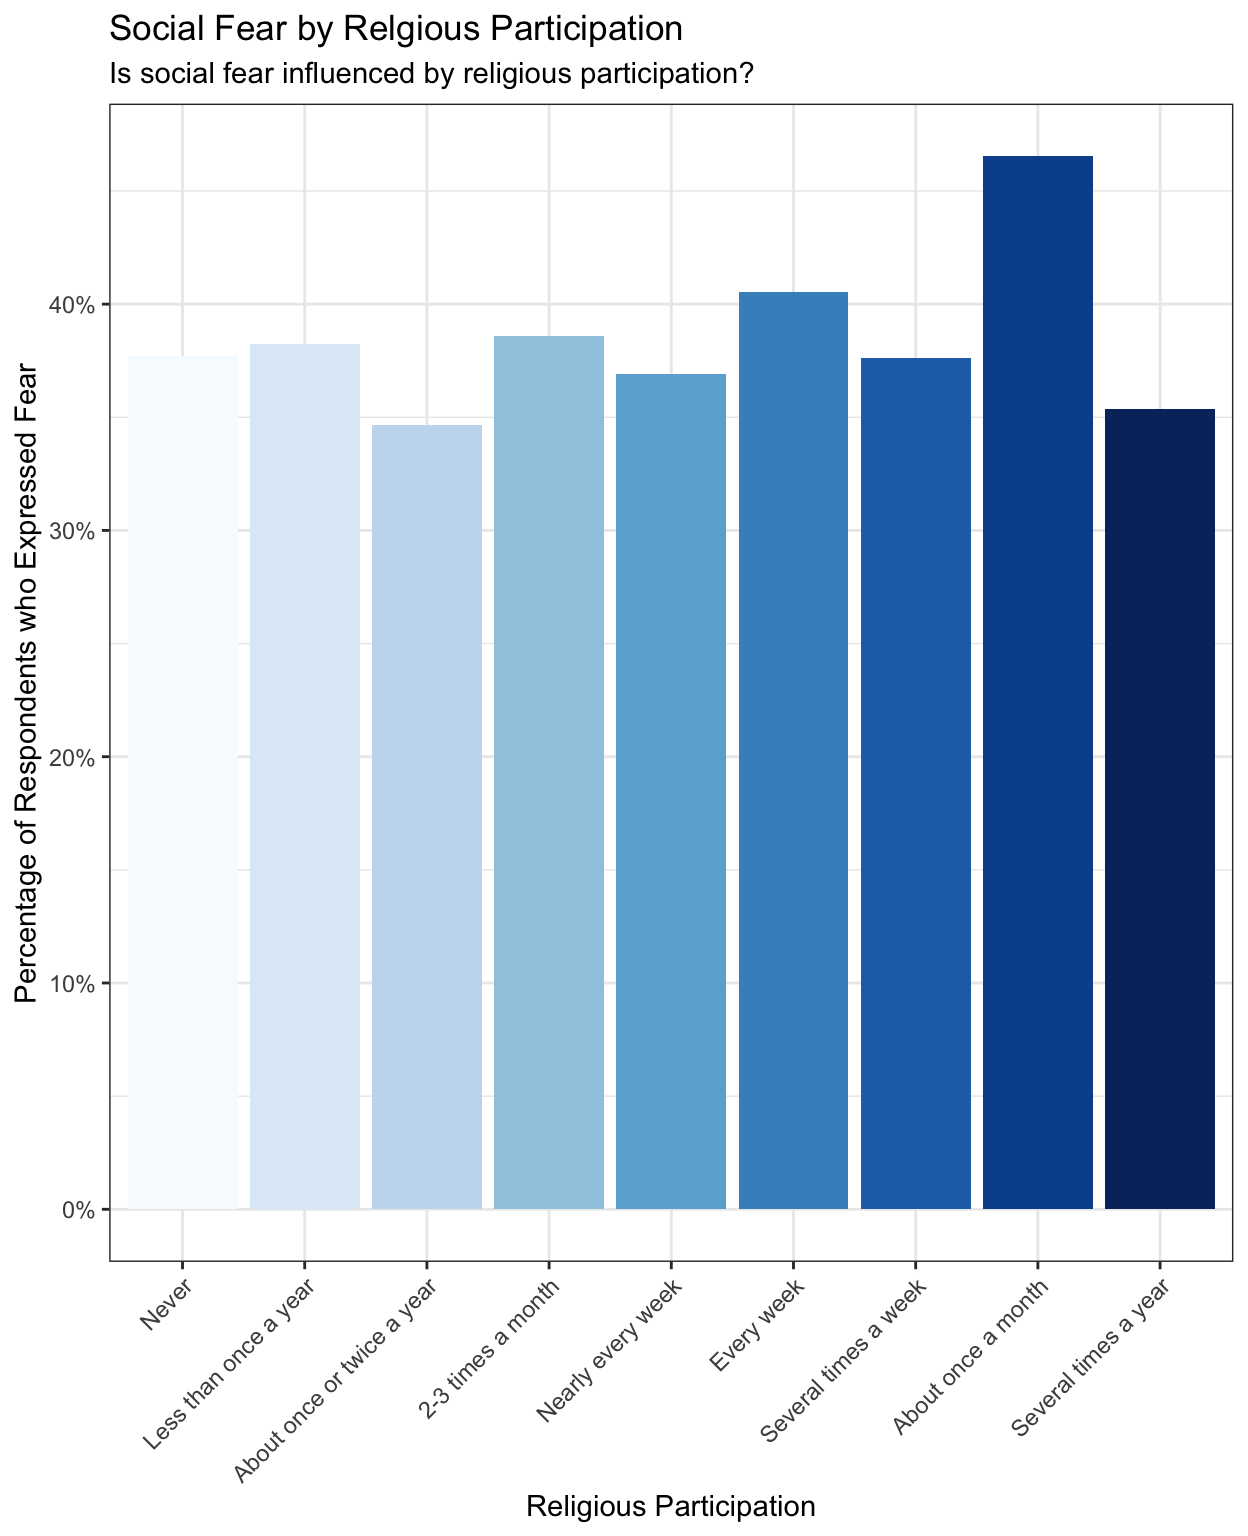 Social Fear by Relgious Participation
Is social fear influenced by religious participation?
Percentage of Respondents who Expressed Fear
40%
30%
20%
10%
0%
Never
Less than once a year
About once or twice a year
2-3 times a month
Nearly every week
Every week
Several times a week
About once a month
Several times a year
Religious Participation